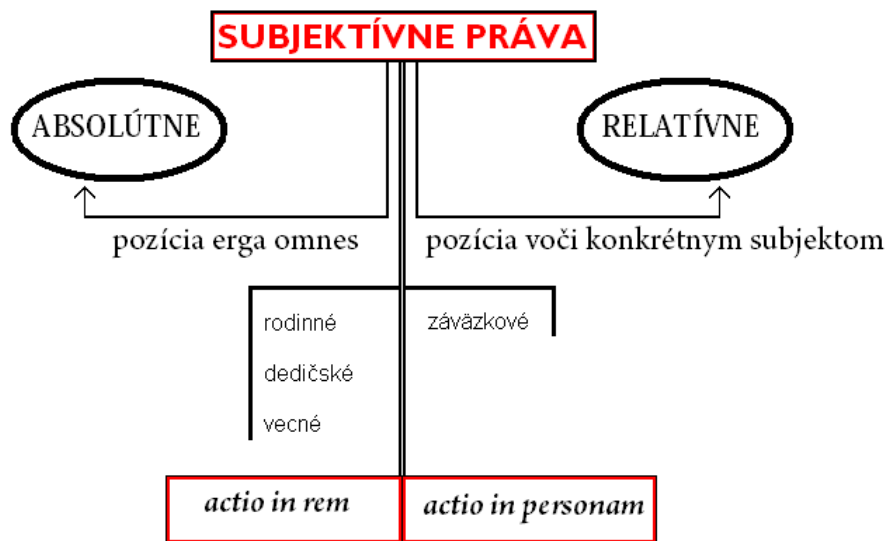 SUBJEKTÍVNE PRÁVA
ABSOLÚTNE
RELATÍVNE
pozícia erga omnes
pozícia voči konkrétnym subjektom
rodinné
záväzkové
dedičské
vecné
actio in rem
actio in personam